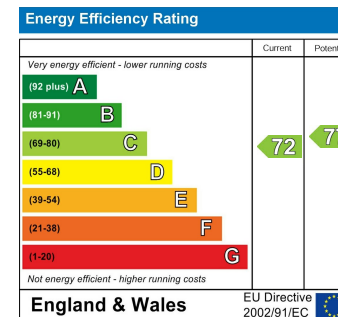 Energy Efficiency Rating
Current
Very energy efficient - lower running costs
(92 plus) A
(81-91) B
(69-80) C
72
(55-68) D
(39-54) E
(21-38) F
(1-20) G
Not energy efficient - higher running costs
England & Wales
EU Directive
2002/91/EC